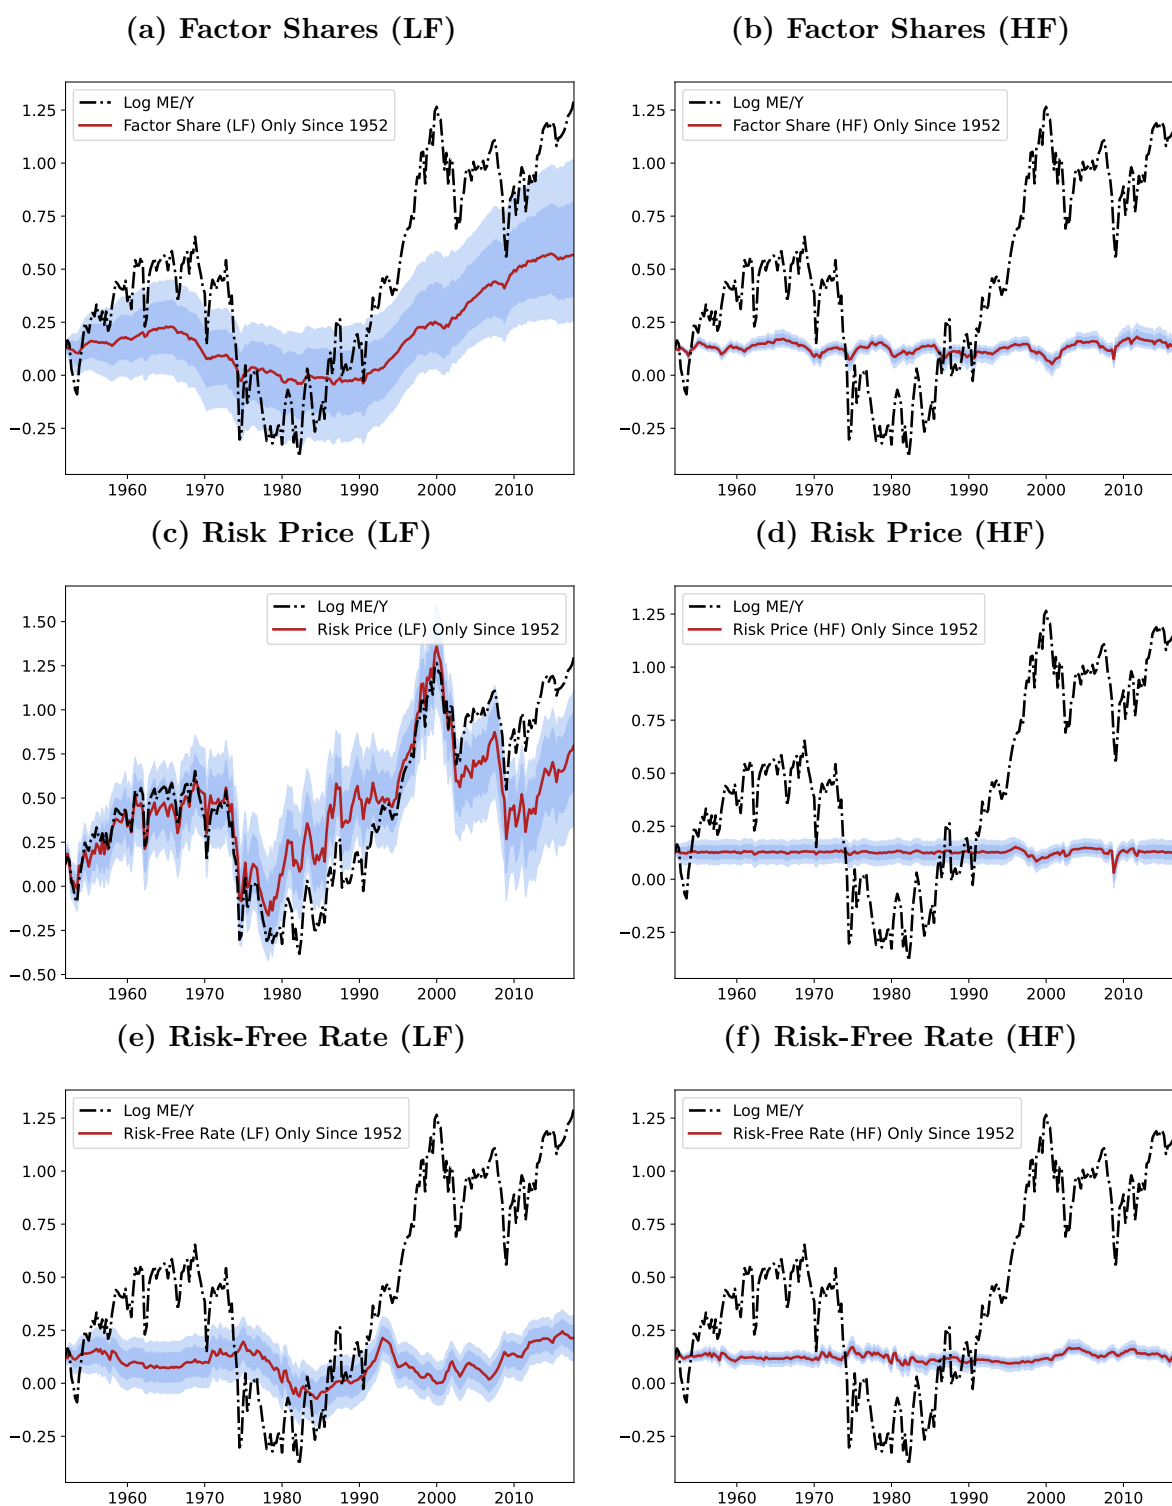 (a) Factor Shares (LF)
(b) Factor Shares (HF)
Log ME/Y
Factor Share (LF) Only Since 1952
1.25
1.00
0.75
0.50
0.25
0.00
−0.25
1960 1970 1980 1990 2000 2010
Log ME/Y
Factor Share (HF) Only Since 1952
1.25
1.00
0.75
0.50
0.25
0.00
−0.25
1960 1970 1980 1990 2000 2010
(c) Risk Price (LF)
(d) Risk Price (HF)
Log ME/Y
Risk Price (LF) Only Since 1952
1.50
1.25
1.00
0.75
0.50
0.25
0.00
−0.25
−0.50
1960 1970 1980 1990 2000 2010
Log ME/Y
Risk Price (HF) Only Since 1952
1.25
1.00
0.75
0.50
0.25
0.00
−0.25
1960 1970 1980 1990 2000 2010
(e) Risk-Free Rate (LF)
(f) Risk-Free Rate (HF)
Log ME/Y
Risk-Free Rate (LF) Only Since 1952
1.25
1.00
0.75
0.50
0.25
0.00
−0.25
1960 1970 1980 1990 2000 2010
Log ME/Y
Risk-Free Rate (HF) Only Since 1952
1.25
1.00
0.75
0.50
0.25
0.00
−0.25
1960 1970 1980 1990 2000 2010